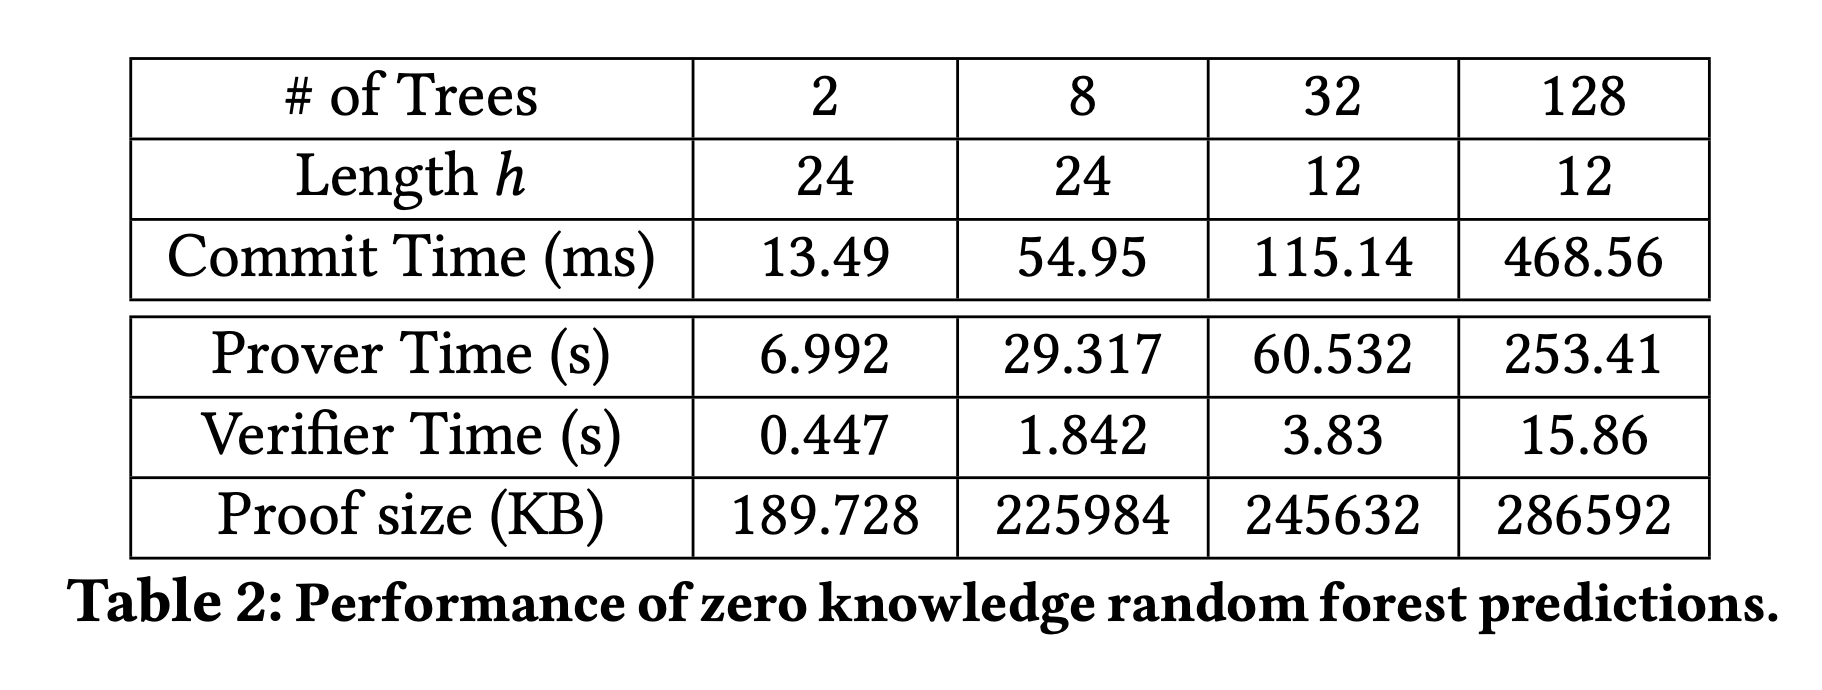 # of Trees 2 8 32 128
Length h 24 24 12 12
Commit Time (ms) 13.49 54.95 115.14 468.56
Prover Time (s) 6.992 29.317 60.532 253.41
Verifier Time (s) 0.447 1.842 3.83 15.86
Proof size (KB) 189.728 225984 245632 286592
Table 2: Performance of zero knowledge random forest predictions.